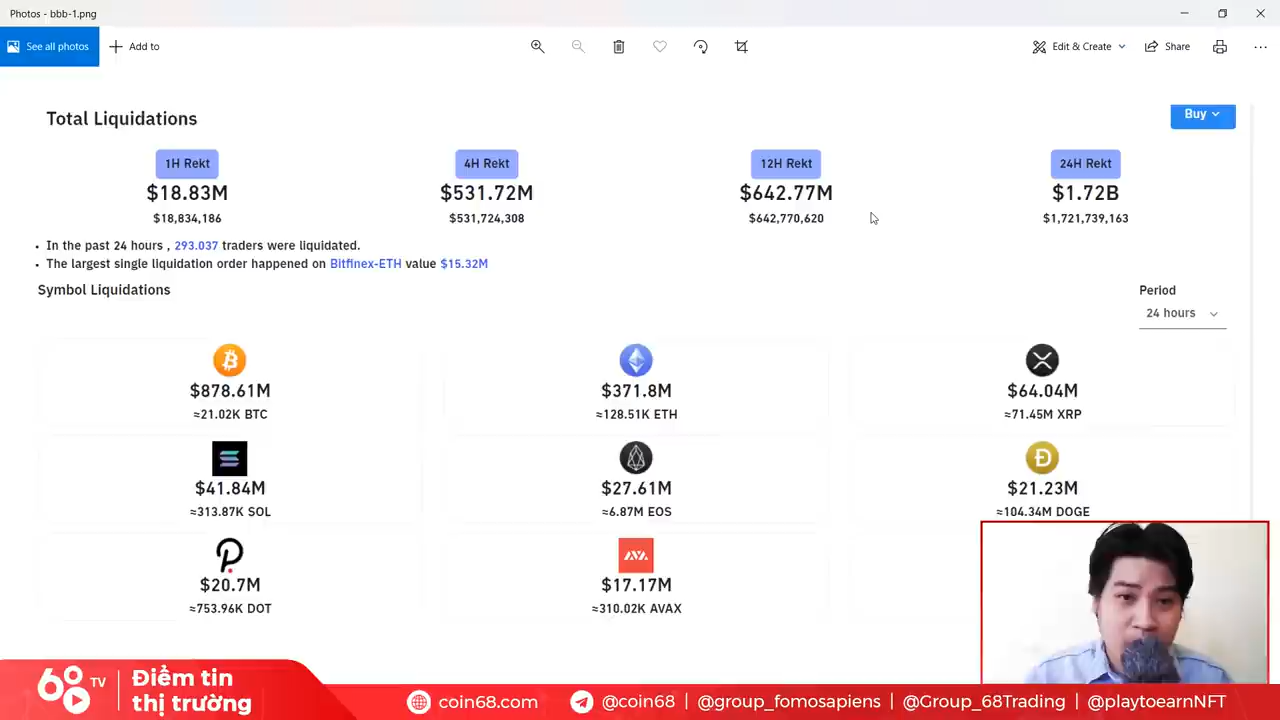 Photos - bbb-1.png
See all photos
Add to
Edit & Create
Share
Total Liquidations
Buy
1H Rekt
4H Rekt
12H Rekt
24H Rekt
$18.83M
$531.72M
$642.77M
$1.72B
$18,834,186
$531,724,308
$642,770,620
$1,721,739,163
In the past 24 hours , 293.037 traders were liquidated.
The largest single liquidation order happened on Bitfinex-ETH value $15.32M
Symbol Liquidations
Period
24 hours
$878.61M
≈21.02K BTC
$371.8M
≈128.51K ETH
$64.04M
≈71.45M XRP
$41.84M
≈313.87K SOL
$27.61M
≈6.87M EOS
$21.23M
≈104.34M DOGE
$20.7M
≈753.96K DOT
$17.17M
≈310.02K AVAX
68 TV
Điểm tin
thị trường
coin68.com
@coin68 | @group_fomosapiens | @Group_68Trading | @playtoearnNFT